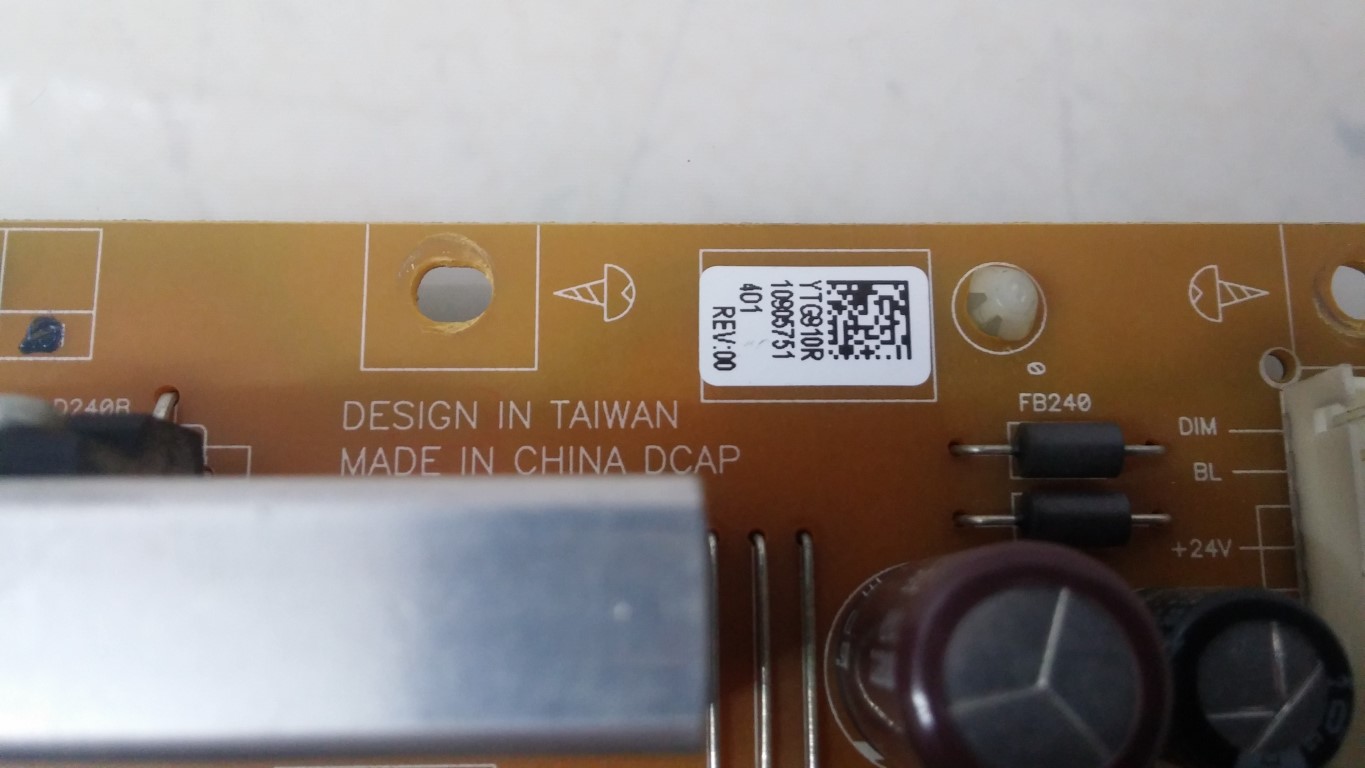 YTG910R
10905751
401
REV:00
D240B
DESIGN IN TAIWAN
MADE IN CHINA DCAP
FB240
DIM
BL
+24V